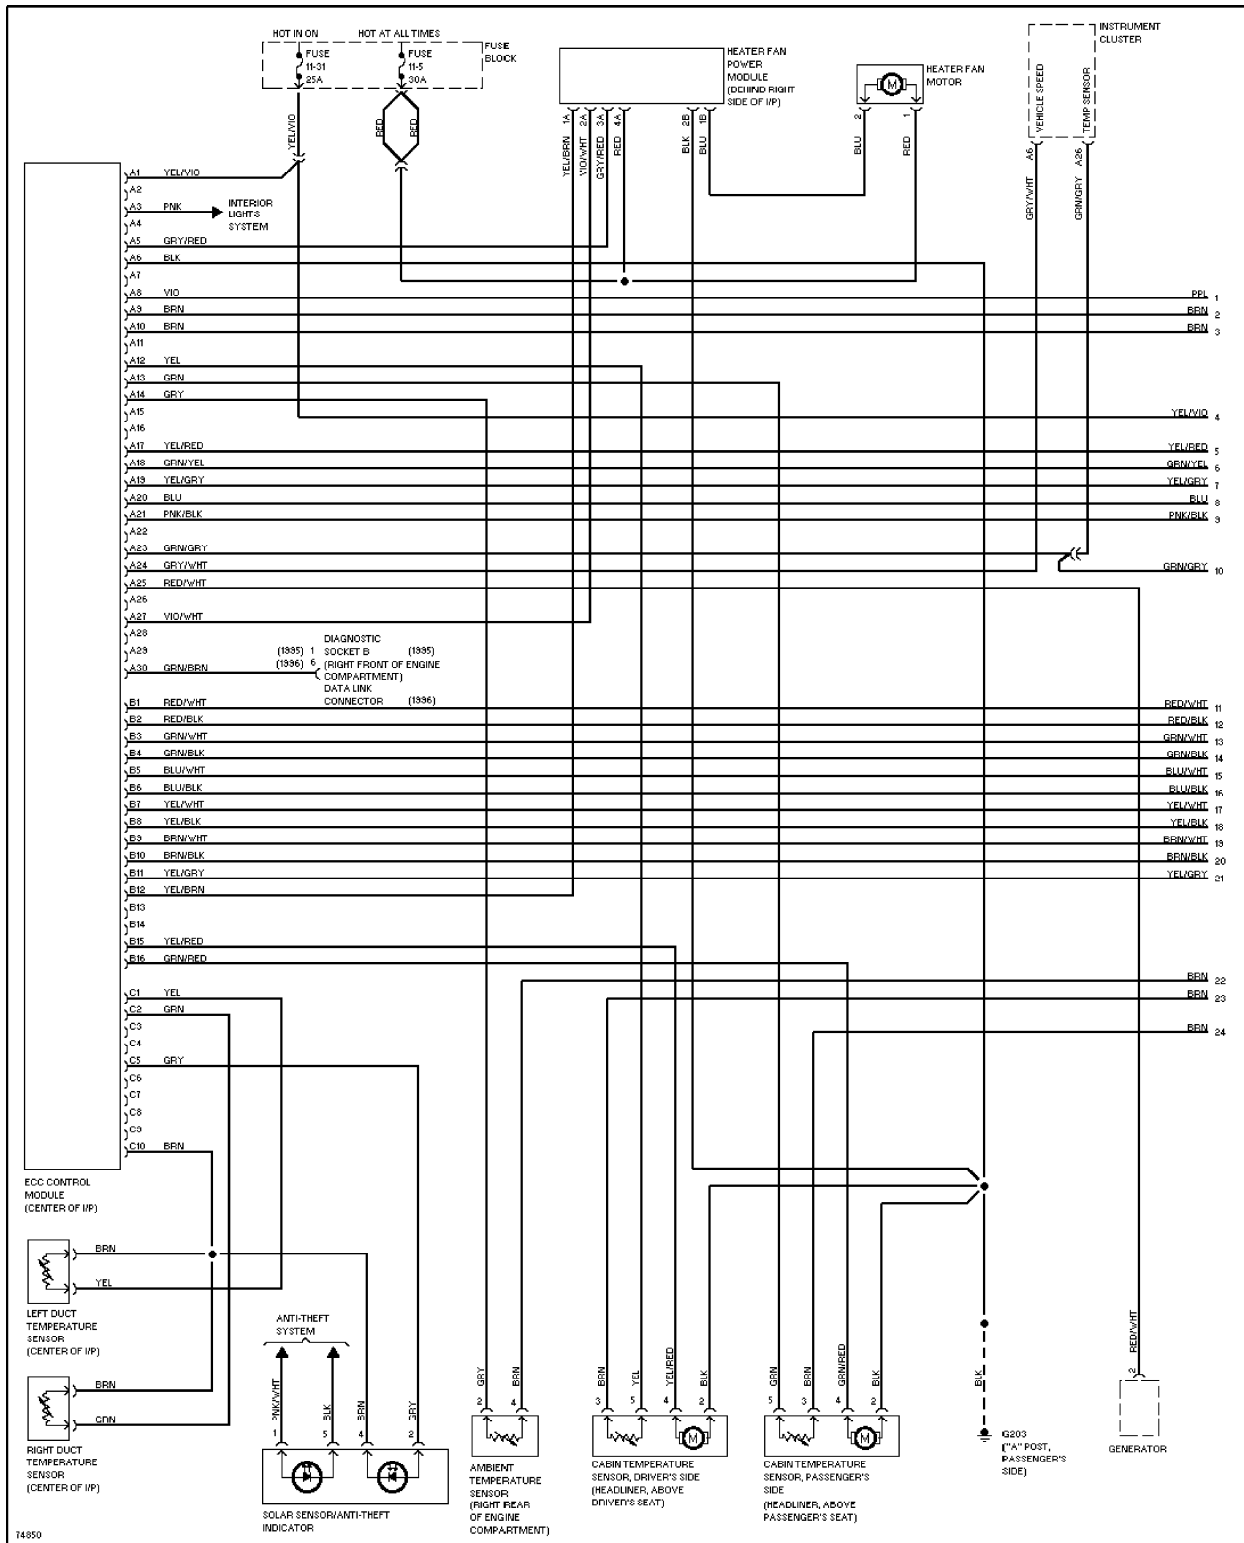 HOT IN ON
HOT AT ALL TIMES
FUSE
11-31
25A
FUSE
11-5
30A
FUSE
BLOCK
HEATER FAN
POWER
MODULE
(BEHIND RIGHT
SIDE OF I/P)
HEATER FAN
MOTOR
M
INSTRUMENT
CLUSTER
VEHICLE SPEED
TEMP SENSOR
YEL/VIO
RED
RED
YEL/BRN 1A
VIO/WHT 2A
GRY/RED 3A
RED 4A
BLK 2B
BLU 1B
BLU 2
RED 1
GRY/WHT A6
GRN/GRY A26
A1 YEL/VIO
A2
A3 PNK
INTERIOR
LIGHTS
SYSTEM
A4
A5 GRY/RED
A6 BLK
A7
A8 VIO PPL 1
A9 BRN BRN 2
A10 BRN BRN 3
A11
A12 YEL
A13 GRN
A14 GRY
A15 YEL/VIO 4
A16
A17 YEL/RED YEL/RED 5
A18 GRN/YEL GRN/YEL 6
A19 YEL/GRY YEL/GRY 7
A20 BLU BLU 8
A21 PNK/BLK PNK/BLK 9
A22
A23 GRN/GRY
A24 GRY/WHT GRN/GRY 10
A25 RED/WHT
A26
A27 VIO/WHT
A28
A29
A30 GRN/BRN
(1995) 1
(1996) 6
DIAGNOSTIC
SOCKET B (1995)
(RIGHT FRONT OF ENGINE
COMPARTMENT)
DATA LINK
CONNECTOR (1996)
B1 RED/WHT RED/WHT 11
B2 RED/BLK RED/BLK 12
B3 GRN/WHT GRN/WHT 13
B4 GRN/BLK GRN/BLK 14
B5 BLU/WHT BLU/WHT 15
B6 BLU/BLK BLU/BLK 16
B7 YEL/WHT YEL/WHT 17
B8 YEL/BLK YEL/BLK 18
B9 BRN/WHT BRN/WHT 19
B10 BRN/BLK BRN/BLK 20
B11 YEL/GRY YEL/GRY 21
B12 YEL/BRN
B13
B14
B15 YEL/RED
B16 GRN/RED
BRN 22
BRN 23
BRN 24
C1 YEL
C2 GRN
C3
C4
C5 GRY
C6
C7
C8
C9
C10 BRN
ECC CONTROL
MODULE
(CENTER OF I/P)
BRN
YEL
LEFT DUCT
TEMPERATURE
SENSOR
(CENTER OF I/P)
BRN
GRN
RIGHT DUCT
TEMPERATURE
SENSOR
(CENTER OF I/P)
ANTI-THEFT
SYSTEM
PNK/WHT 1
BLK 5
BRN 4
GRY 2
SOLAR SENSOR/ANTI-THEFT
INDICATOR
GRY 2
BRN 4
AMBIENT
TEMPERATURE
SENSOR
(RIGHT REAR
OF ENGINE
COMPARTMENT)
BRN 3
YEL 5
YEL/RED 4
BLK 2
M
CABIN TEMPERATURE
SENSOR, DRIVER'S SIDE
(HEADLINER, ABOVE
DRIVER'S SEAT)
GRN 5
BRN 3
GRN/RED 4
BLK 2
M
CABIN TEMPERATURE
SENSOR, PASSENGER'S
SIDE
(HEADLINER, ABOVE
PASSENGER'S SEAT)
BLK
G203
("A" POST,
PASSENGER'S
SIDE)
RED/WHT
2
GENERATOR
74850